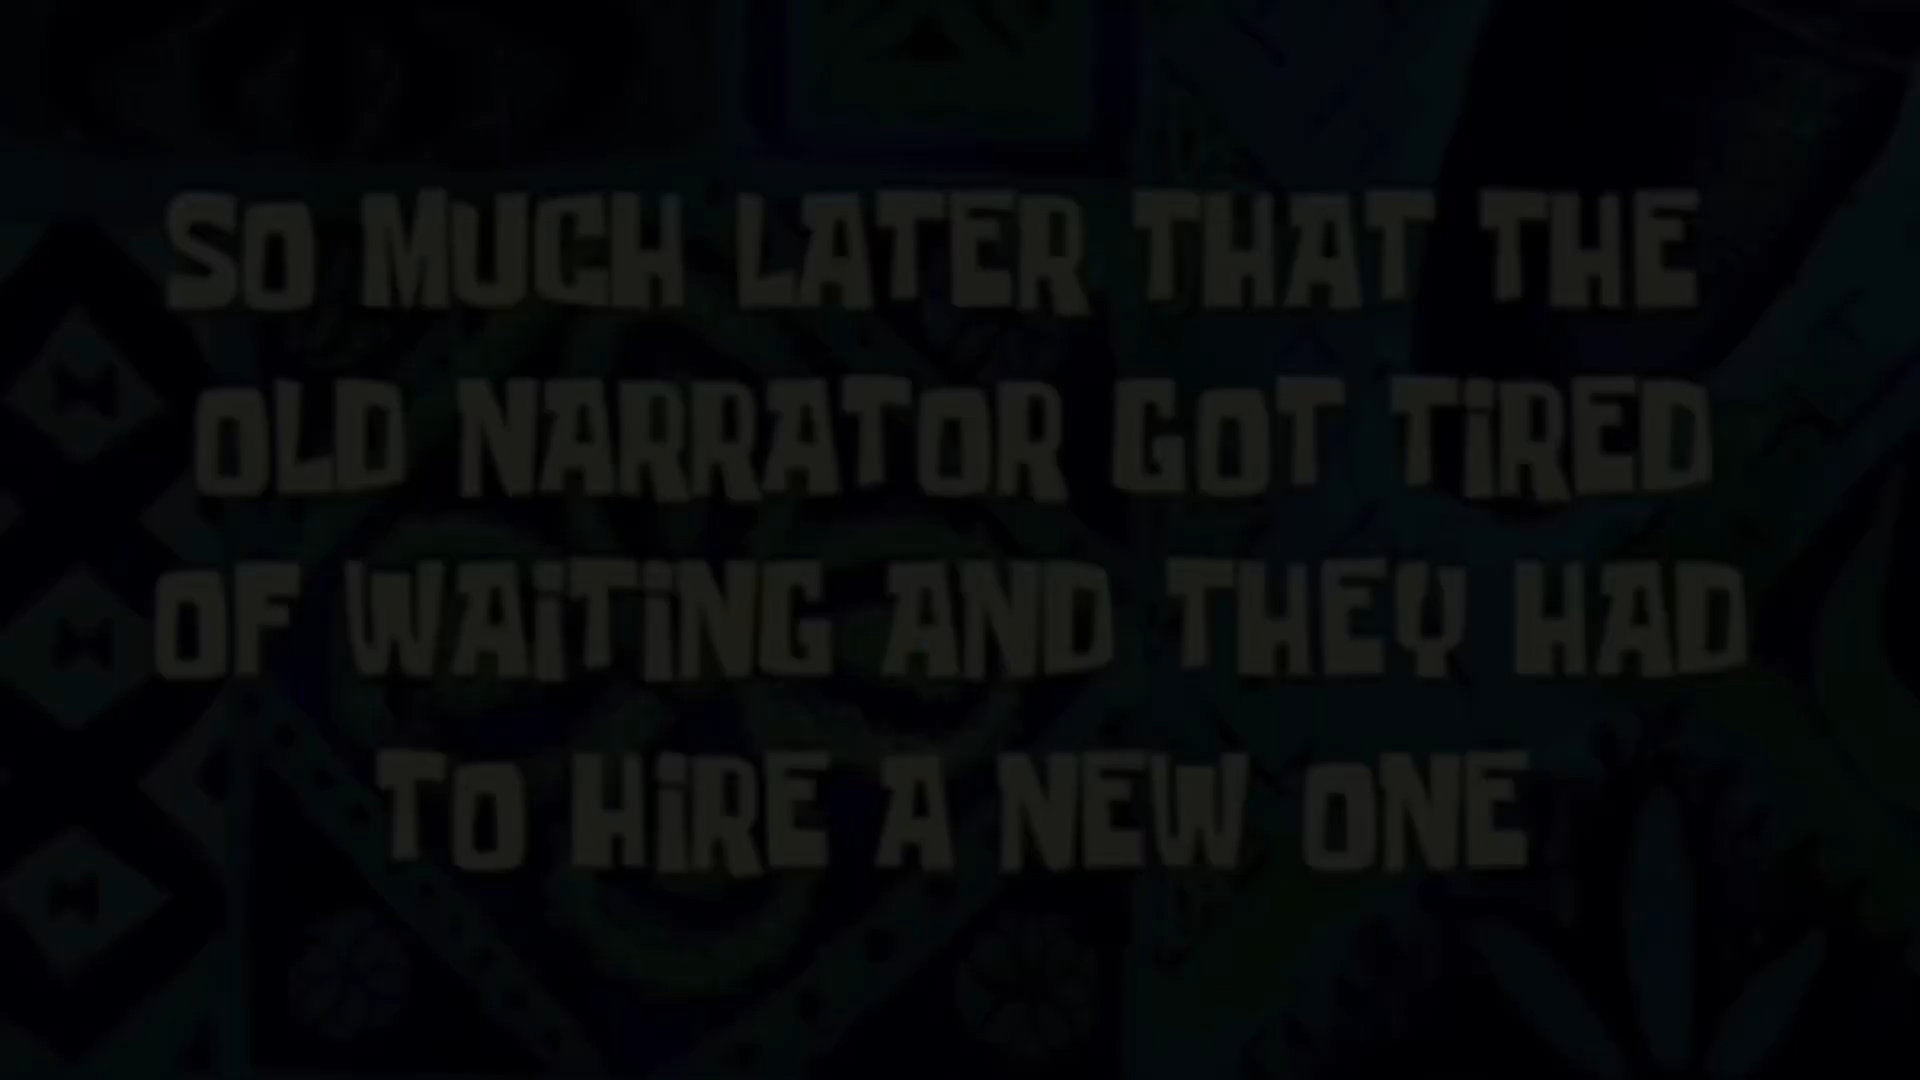 SO MUCH LATER THAT THE
OLD NARRATOR GOT TiRED
OF WAiTiNG AND THEY HAD
TO HiRE A NEW ONE